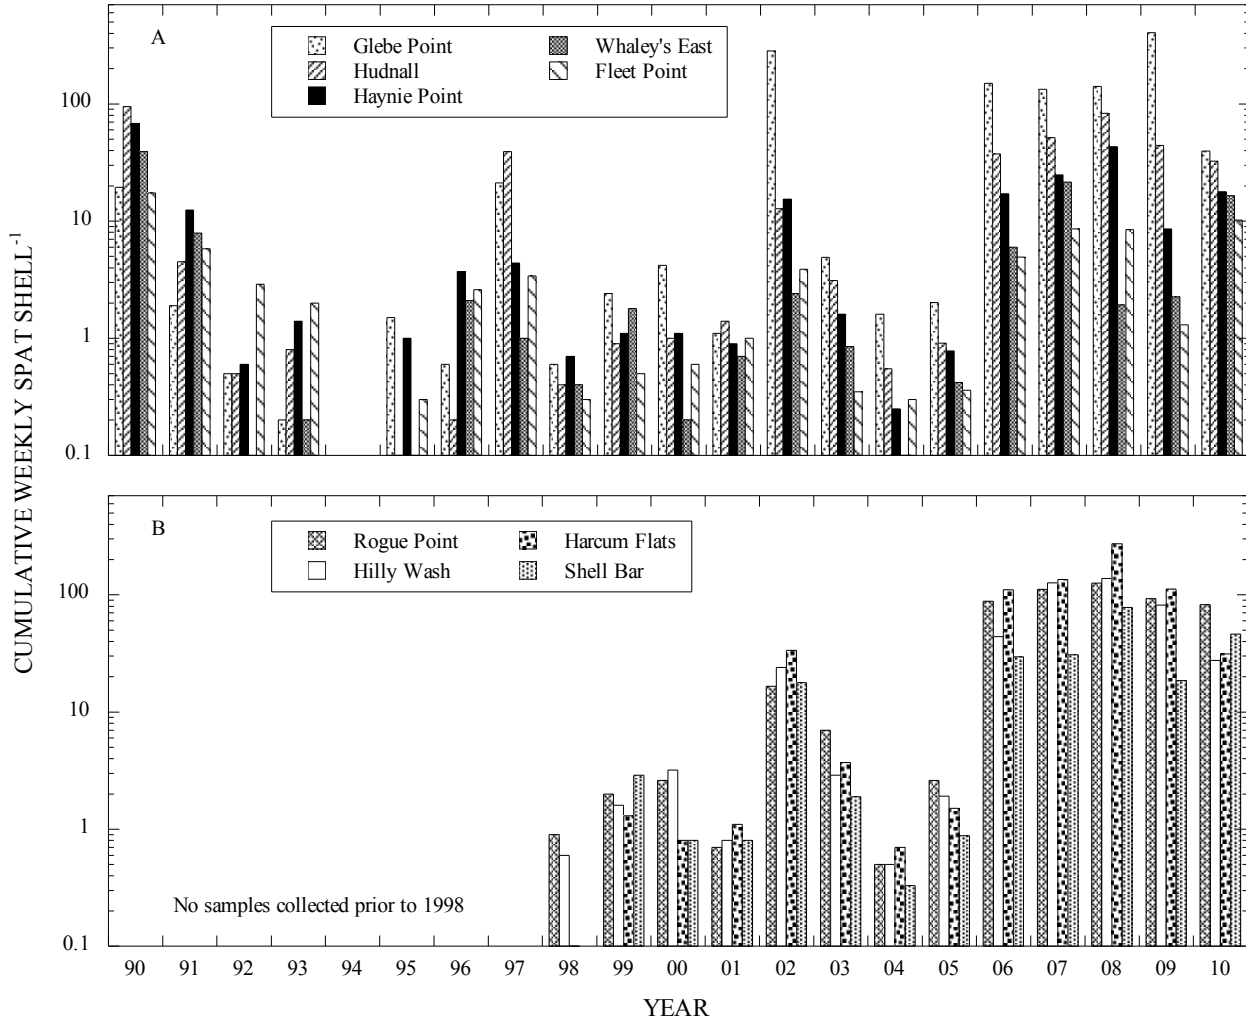 A
Glebe Point
Hudnall
Haynie Point
Whaley's East
Fleet Point
100
10
1
0.1
B
Rogue Point
Hilly Wash
Harcum Flats
Shell Bar
100
10
1
0.1
No samples collected prior to 1998
CUMULATIVE WEEKLY SPAT SHELL-1
90 91 92 93 94 95 96 97 98 99 00 01 02 03 04 05 06 07 08 09 10
YEAR